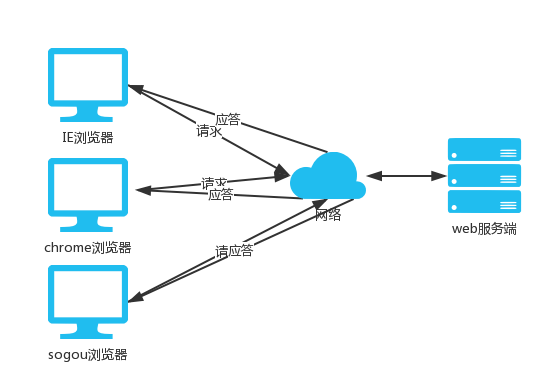 应答
请求
IE浏览器
请求
应答
网络
web服务端
chrome浏览器
请应答
sogou浏览器